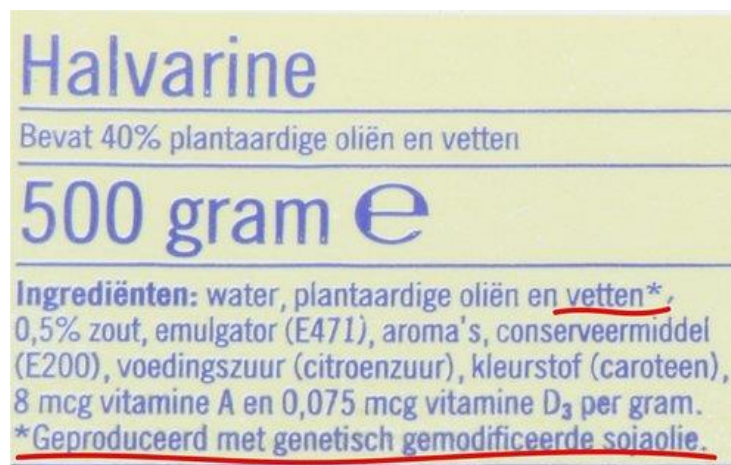 Halvarine
Bevat 40% plantaardige oliën en vetten
500 gram ℮
Ingrediënten: water, plantaardige oliën en vetten*,
0,5% zout, emulgator (E471), aroma's, conserveermiddel
(E200), voedingszuur (citroenzuur), kleurstof (caroteen),
8 mcg vitamine A en 0,075 mcg vitamine D₃ per gram.
*Geproduceerd met genetisch gemodificeerde sojaolie.